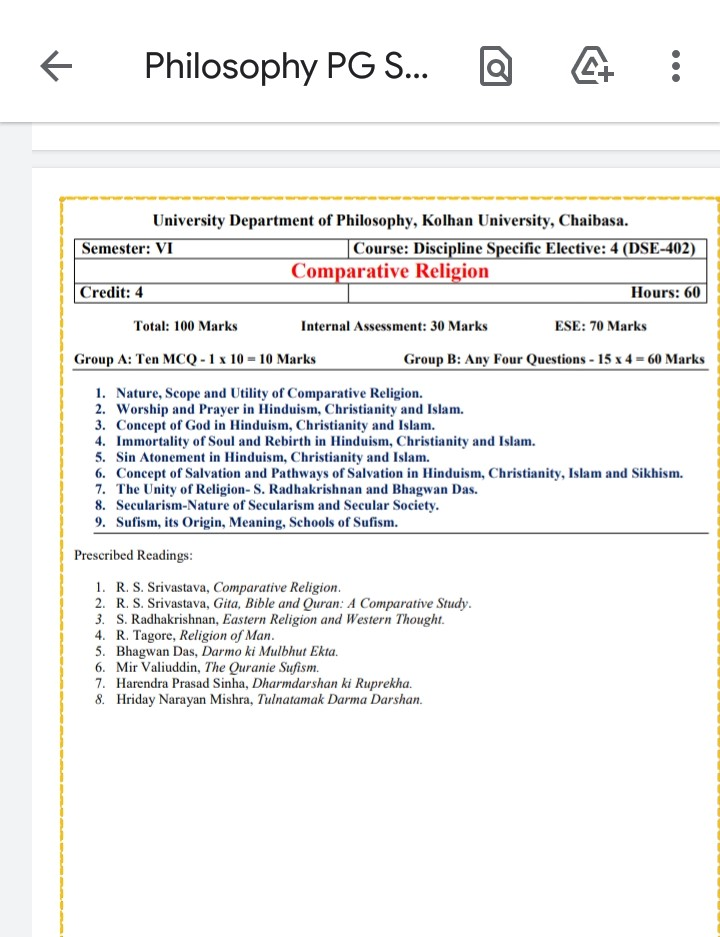 Philosophy PG S...
University Department of Philosophy, Kolhan University, Chaibasa.
Semester: VI Course: Discipline Specific Elective: 4 (DSE-402)
Comparative Religion
Credit: 4 Hours: 60
Total: 100 Marks Internal Assessment: 30 Marks ESE: 70 Marks
Group A: Ten MCQ - 1 x 10 = 10 Marks Group B: Any Four Questions - 15 x 4 = 60 Marks
1. Nature, Scope and Utility of Comparative Religion.
2. Worship and Prayer in Hinduism, Christianity and Islam.
3. Concept of God in Hinduism, Christianity and Islam.
4. Immortality of Soul and Rebirth in Hinduism, Christianity and Islam.
5. Sin Atonement in Hinduism, Christianity and Islam.
6. Concept of Salvation and Pathways of Salvation in Hinduism, Christianity, Islam and Sikhism.
7. The Unity of Religion- S. Radhakrishnan and Bhagwan Das.
8. Secularism-Nature of Secularism and Secular Society.
9. Sufism, its Origin, Meaning, Schools of Sufism.
Prescribed Readings:
1. R. S. Srivastava, Comparative Religion.
2. R. S. Srivastava, Gita, Bible and Quran: A Comparative Study.
3. S. Radhakrishnan, Eastern Religion and Western Thought.
4. R. Tagore, Religion of Man.
5. Bhagwan Das, Darmo ki Mulbhut Ekta.
6. Mir Valiuddin, The Quranie Sufism.
7. Harendra Prasad Sinha, Dharmdarshan ki Ruprekha.
8. Hriday Narayan Mishra, Tulnatamak Darma Darshan.